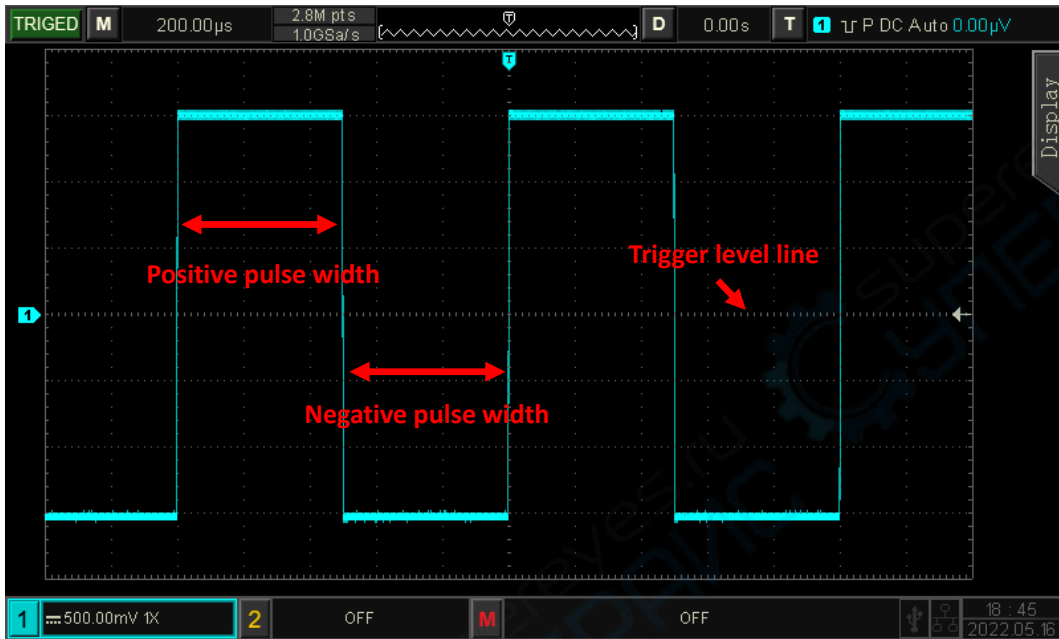 TRIGED M 200.00µs 2.8M pts D 0.00s T 1 P DC Auto 0.00µV
1.0GSa/s
T
T
Display
Positive pulse width
Trigger level line
1
Negative pulse width
1 500.00mV 1X 2 OFF M OFF 18 : 45
2022.05.16